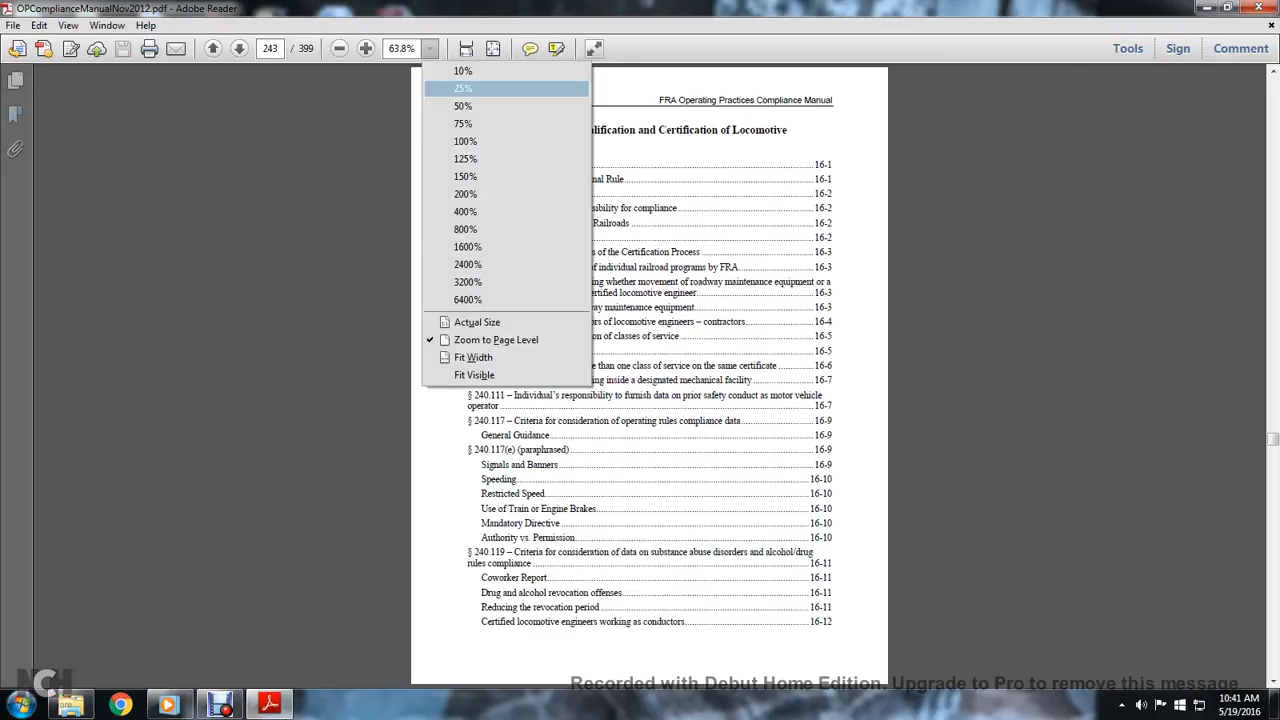 OPComplianceManualNov2012.pdf - Adobe Reader
File Edit View Window Help
243 / 399 63.8% Tools Sign Comment
10%
25%
50%
75%
100%
125%
150%
200%
400%
800%
1600%
2400%
3200%
6400%
Actual Size
Zoom to Page Level
Fit Width
Fit Visible
FRA Operating Practices Compliance Manual
lification and Certification of Locomotive
16-1
nal Rule 16-1
16-2
sibility for compliance 16-2
Railroads 16-2
16-2
s of the Certification Process 16-3
of individual railroad programs by FRA 16-3
ing whether movement of roadway maintenance equipment or a
ertified locomotive engineer 16-3
way maintenance equipment 16-3
ors of locomotive engineers – contractors 16-4
on of classes of service 16-5
16-5
e than one class of service on the same certificate 16-6
ing inside a designated mechanical facility 16-7
§ 240.111 – Individual's responsibility to furnish data on prior safety conduct as motor vehicle
operator 16-7
§ 240.117 – Criteria for consideration of operating rules compliance data 16-9
General Guidance 16-9
§ 240.117(e) (paraphrased) 16-9
Signals and Banners 16-9
Speeding 16-10
Restricted Speed 16-10
Use of Train or Engine Brakes 16-10
Mandatory Directive 16-10
Authority vs. Permission 16-10
§ 240.119 – Criteria for consideration of data on substance abuse disorders and alcohol/drug
rules compliance 16-11
Coworker Report 16-11
Drug and alcohol revocation offenses 16-11
Reducing the revocation period 16-11
Certified locomotive engineers working as conductors 16-12
NCH
Recorded with Debut Home Edition. Upgrade to Pro to remove this message.
10:41 AM
5/19/2016